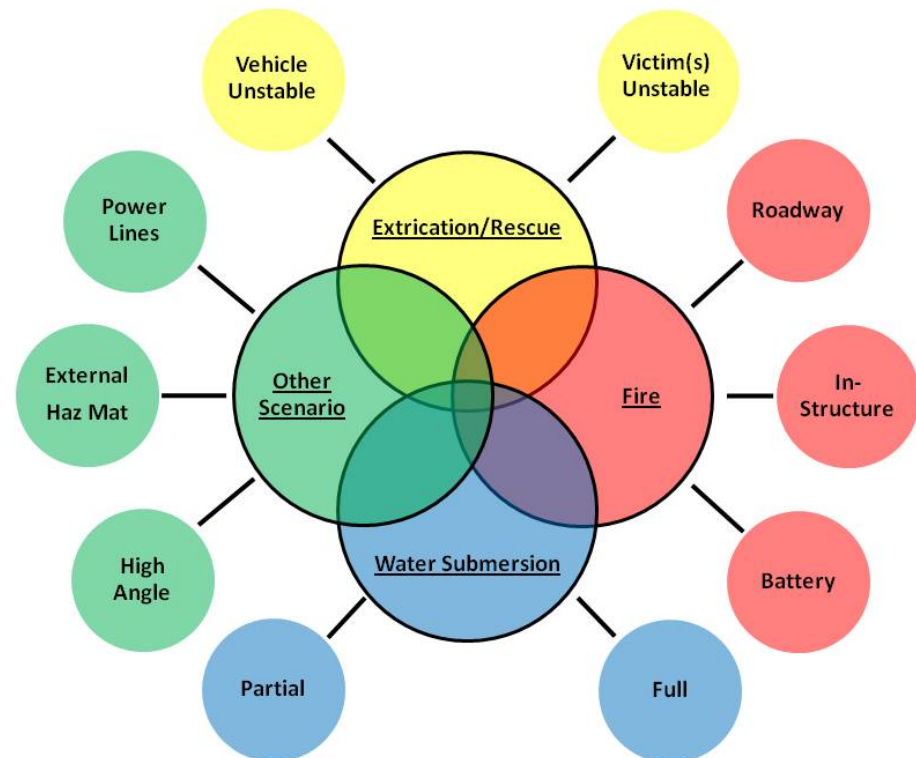 Vehicle
Unstable
Victim(s)
Unstable
Power
Lines
Extrication/Rescue
Roadway
External
Haz Mat
Other
Scenario
Fire
In-
Structure
High
Angle
Water Submersion
Battery
Partial
Full